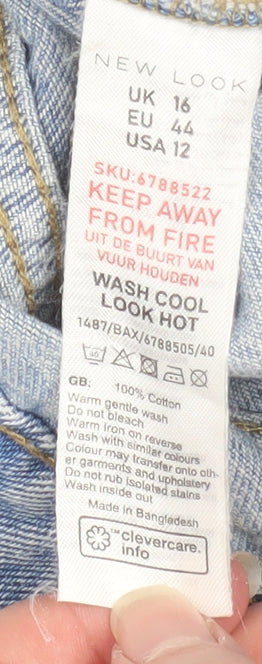 NEW LOOK
UK 16
EU 44
USA 12
SKU:6788522
KEEP AWAY
FROM FIRE
UIT DE BUURT VAN
VUUR HOUDEN
WASH COOL
LOOK HOT
1487/BAX/6788505/40
40
GB: 100% Cotton
Warm gentle wash
Do not bleach
Warm iron on reverse
Wash with similar colours
Colour may transfer onto oth-
er garments and upholstery
Do not rub isolated stains
Wash inside out
Made in Bangladesh
™clevercare.
info